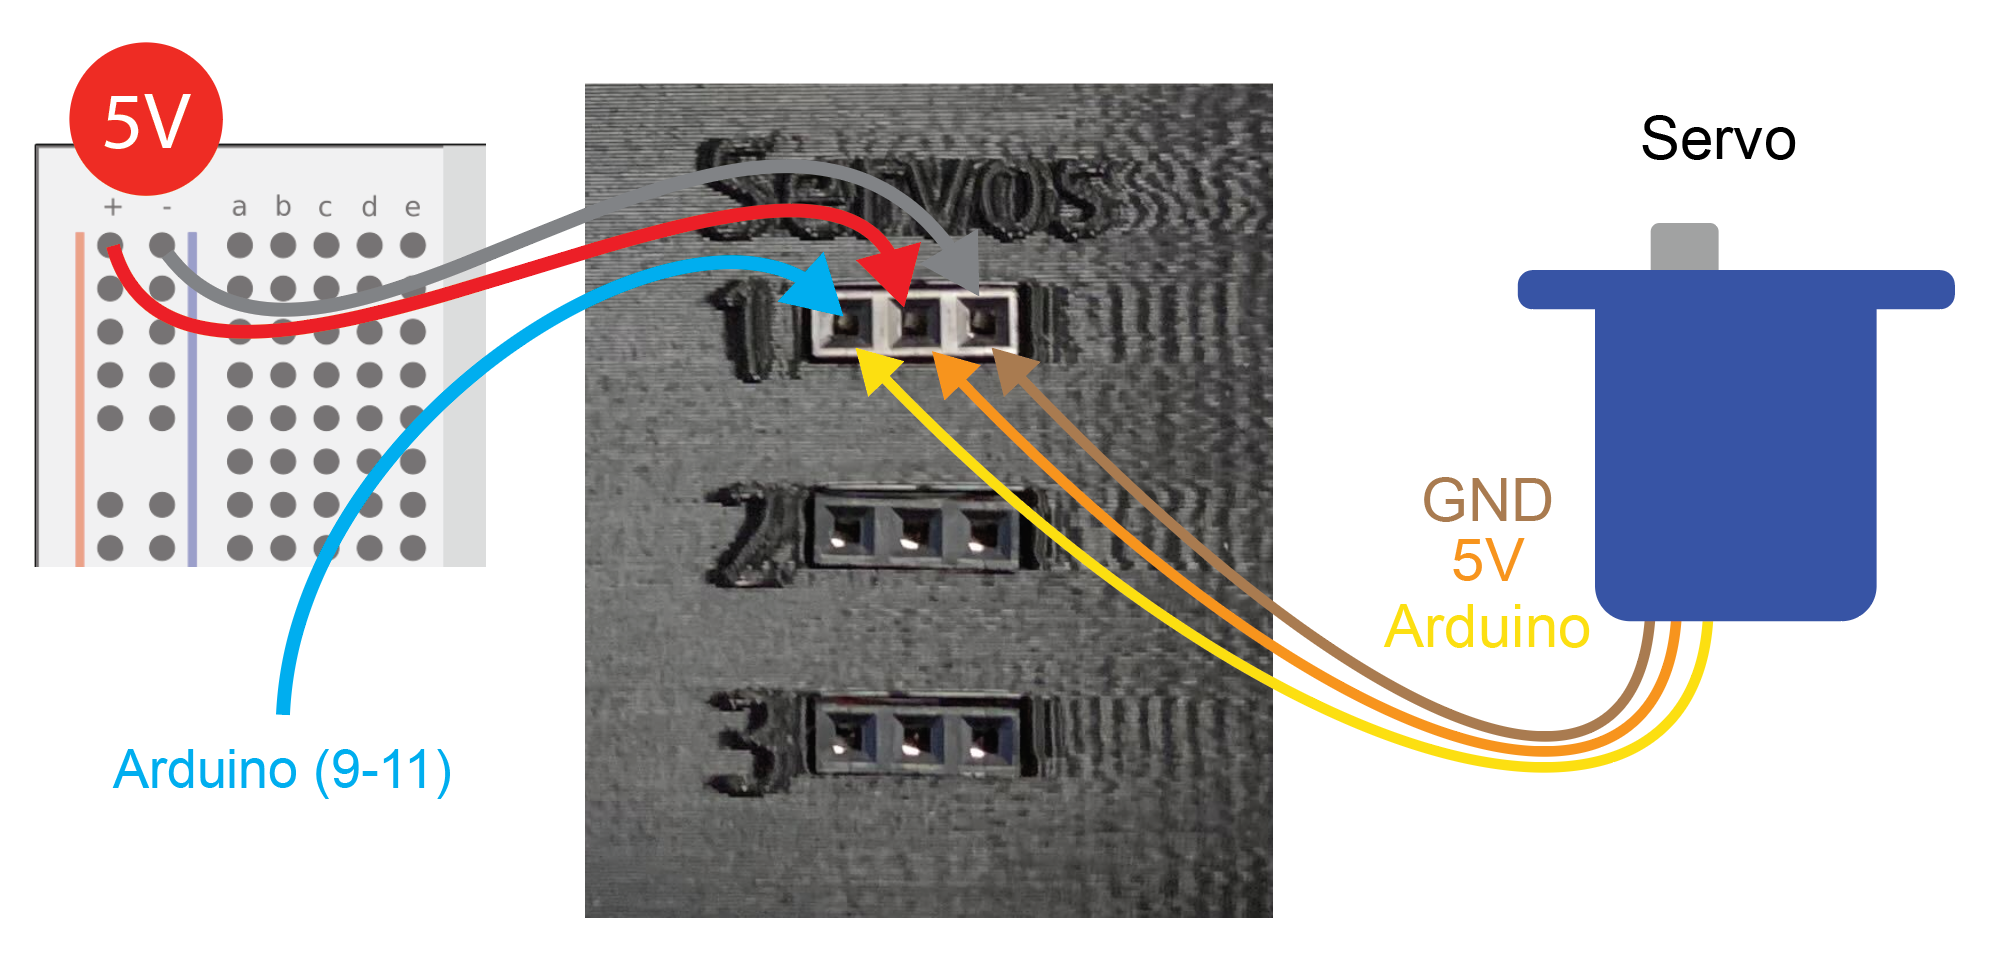 5V
+ - a b c d e
Servos
1
2
3
Servo
GND
5V
Arduino
Arduino (9-11)